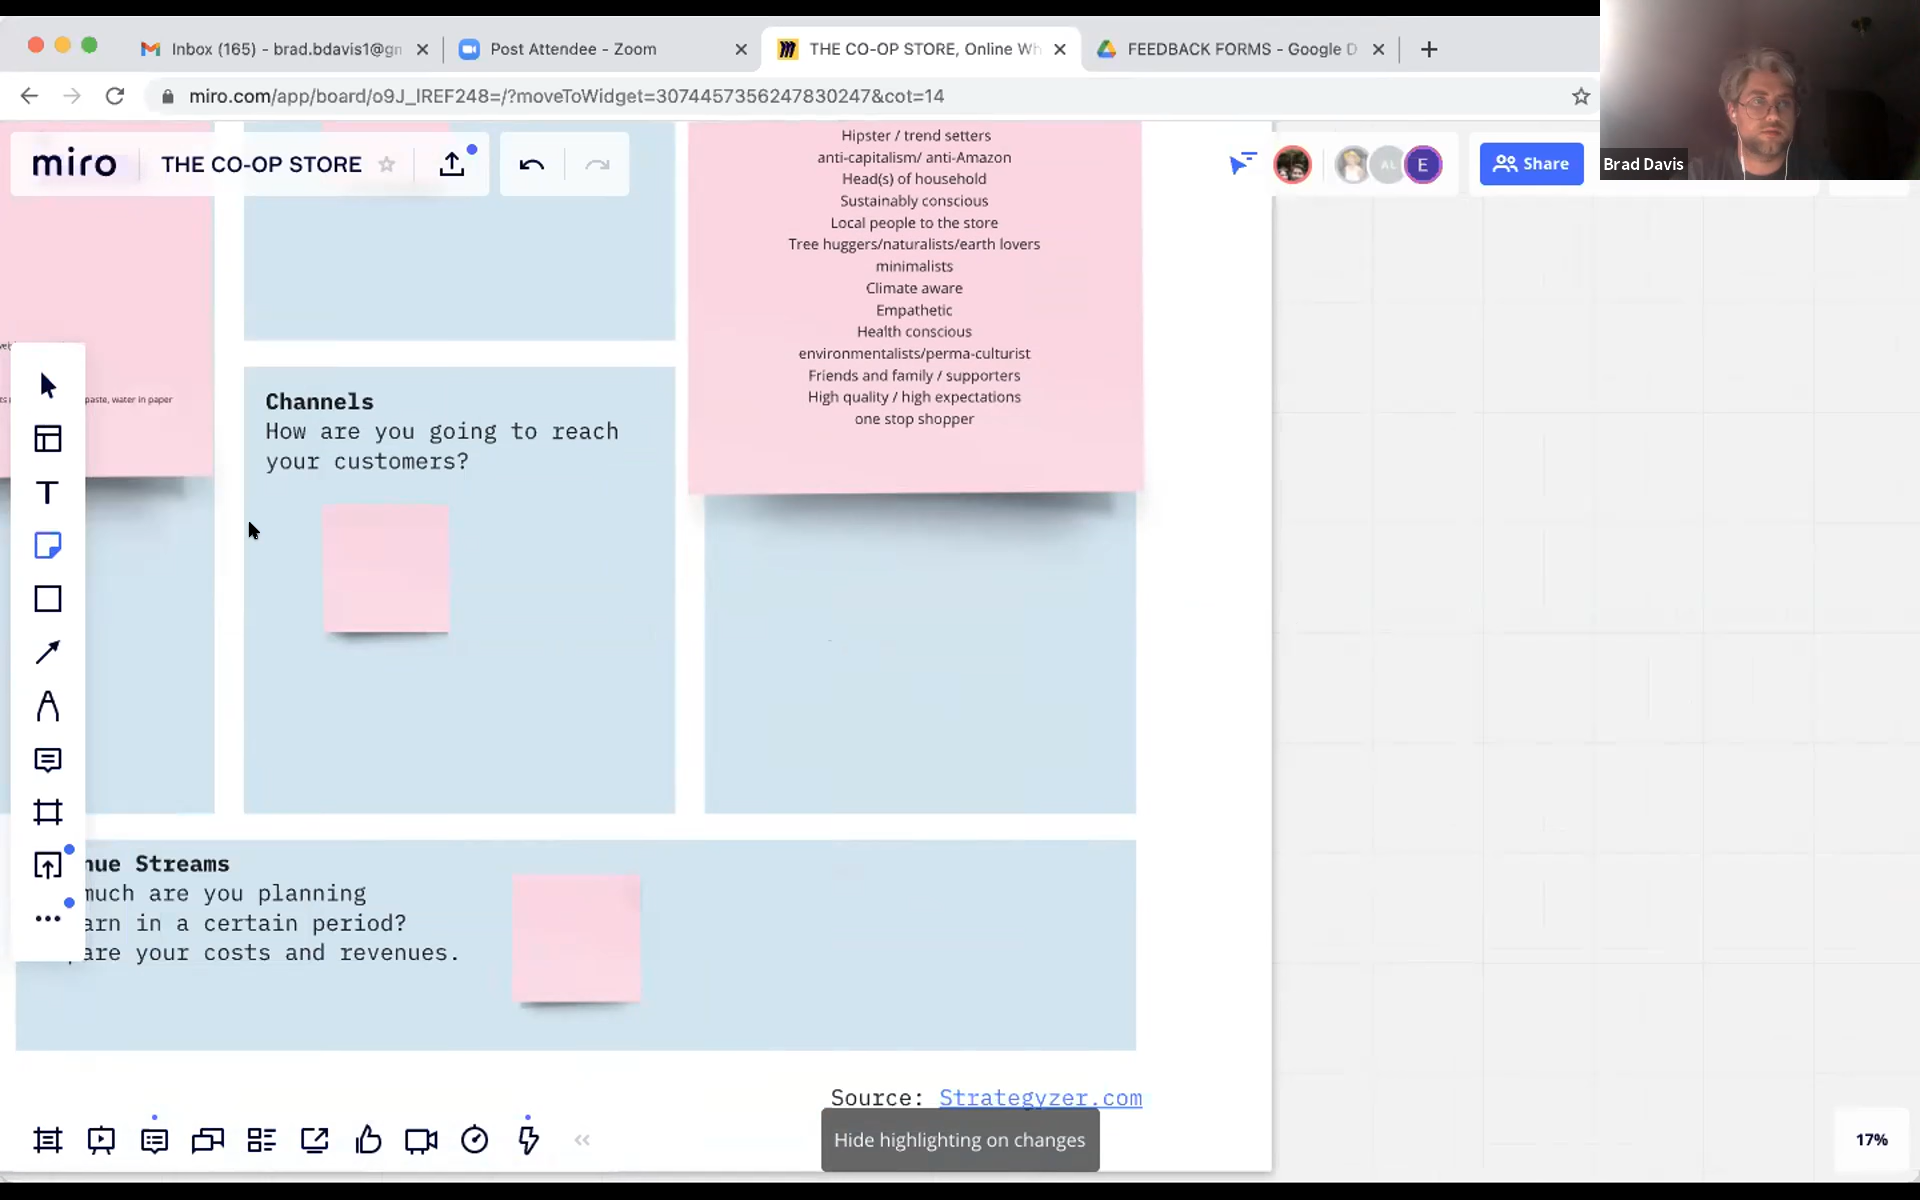 Inbox (165) - brad.bdavis1@gn
Post Attendee - Zoom
THE CO-OP STORE, Online Wh
FEEDBACK FORMS - Google D
miro.com/app/board/o9J_IREF248=/?moveToWidget=3074457356247830247&cot=14
miro
THE CO-OP STORE
AL
E
Share
Brad Davis
Hipster / trend setters
anti-capitalism/ anti-Amazon
Head(s) of household
Sustainably conscious
Local people to the store
Tree huggers/naturalists/earth lovers
minimalists
Climate aware
Empathetic
Health conscious
environmentalists/perma-culturist
Friends and family / supporters
High quality / high expectations
one stop shopper
paste, water in paper
Channels
How are you going to reach
your customers?
nue Streams
much are you planning
arn in a certain period?
pare your costs and revenues.
Source: Strategyzer.com
Hide highlighting on changes
17%